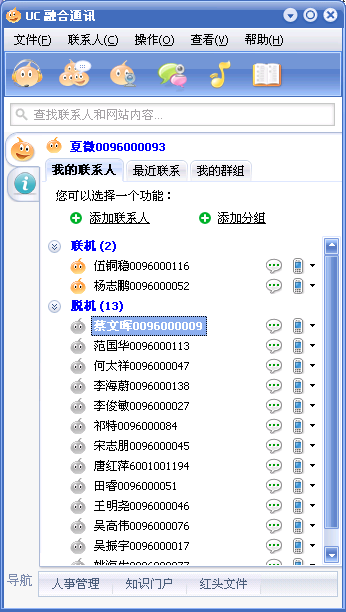 UC 融合通讯
文件(F) 联系人(C) 操作(O) 查看(V) 帮助(H)
查找联系人和网站内容...
夏微0096000093
我的联系人 最近联系 我的群组
您可以选择一个功能：
添加联系人 添加分组
联机 (2)
伍铜稳0096000116
杨志鹏0096000052
脱机 (13)
蔡文晖0096000009
范国华0096000113
何太祥0096000047
李海蔚0096000138
李俊敏0096000027
祁特0096000084
宋志朋0096000045
唐红萍6001001194
田睿0096000051
王明尧0096000046
吴高伟0096000076
吴振宇0096000017
导航 人事管理 知识门户 红头文件